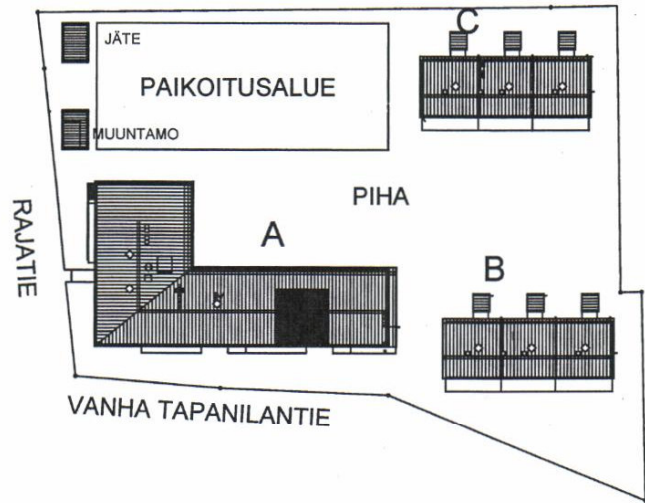 C
JÄTE
PAIKOITUSALUE
MUUNTAMO
PIHA
RAJATIE
A
B
VANHA TAPANILANTIE